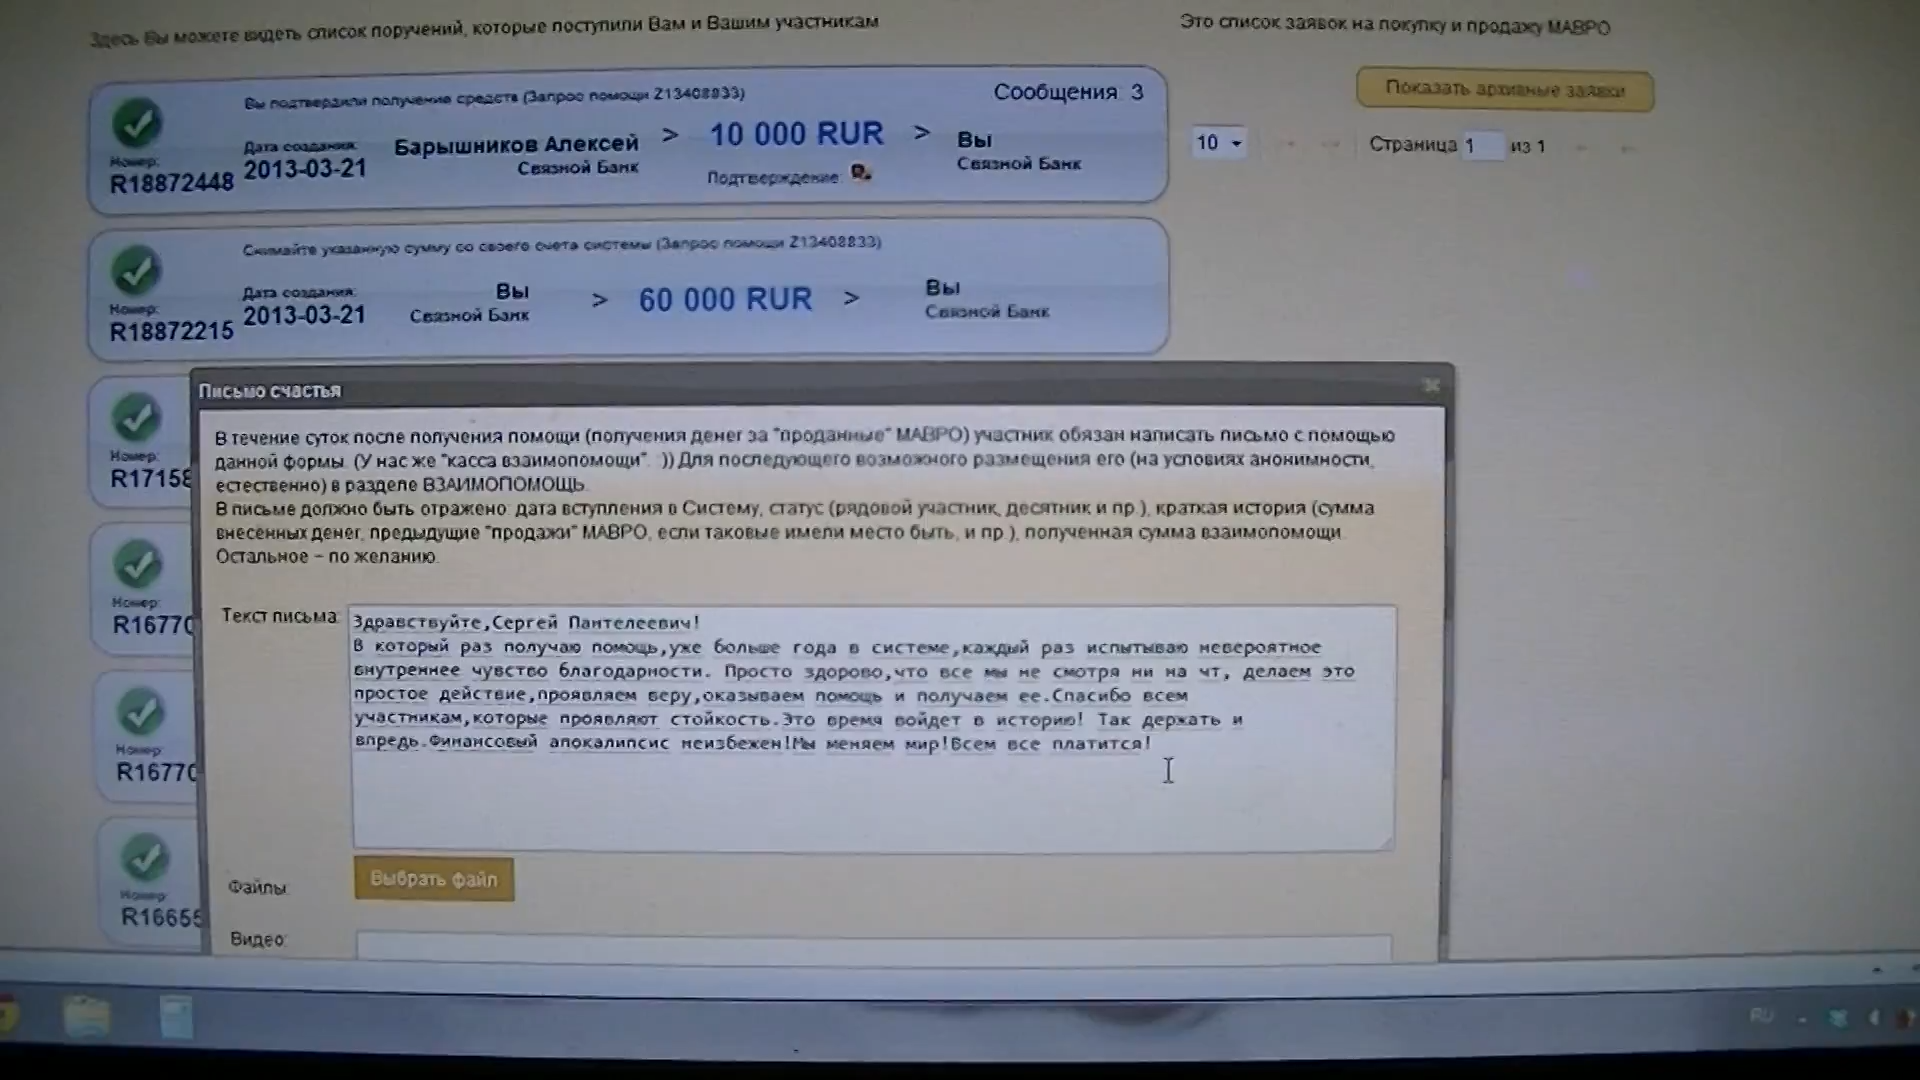 Здесь Вы можете видеть список поручений, которые поступили Вам и Вашим участникам
Это список заявок на покупку и продажу МАВРО
Показать архивные заявки
10
Страница 1 из 1
Вы подтвердили получение средств (Запрос помощи Z13408833)
Сообщения: 3
Номер:
R18872448
Дата создания:
2013-03-21
Барышников Алексей
Связной Банк
>
10 000 RUR
Подтверждение:
>
Вы
Связной Банк
Снимайте указанную сумму со своего счета системы (Запрос помощи Z13408833)
Номер:
R18872215
Дата создания:
2013-03-21
Вы
Связной Банк
>
60 000 RUR
>
Вы
Связной Банк
Номер:
R17158
Номер:
R16770
Номер:
R16770
Номер:
R16655
Письмо счастья
В течение суток после получения помощи (получения денег за "проданные" МАВРО) участник обязан написать письмо с помощью
данной формы. (У нас же "касса взаимопомощи". :)) Для последующего возможного размещения его (на условиях анонимности,
естественно) в разделе ВЗАИМОПОМОЩЬ.
В письме должно быть отражено: дата вступления в Систему, статус (рядовой участник, десятник и пр.), краткая история (сумма
внесенных денег, предыдущие "продажи" МАВРО, если таковые имели место быть, и пр.), полученная сумма взаимопомощи.
Остальное – по желанию.
Текст письма:
Здравствуйте,Сергей Пантелеевич!
В который раз получаю помощь,уже больше года в системе,каждый раз испытываю невероятное
внутреннее чувство благодарности. Просто здорово,что все мы не смотря ни на чт, делаем это
простое действие,проявляем веру,оказываем помощь и получаем ее.Спасибо всем
участникам,которые проявляют стойкость.Это время войдет в историю! Так держать и
впредь.Финансовый апокалипсис неизбежен!Мы меняем мир!Всем все платится!
Файлы:
Выбрать файл
Видео:
RU